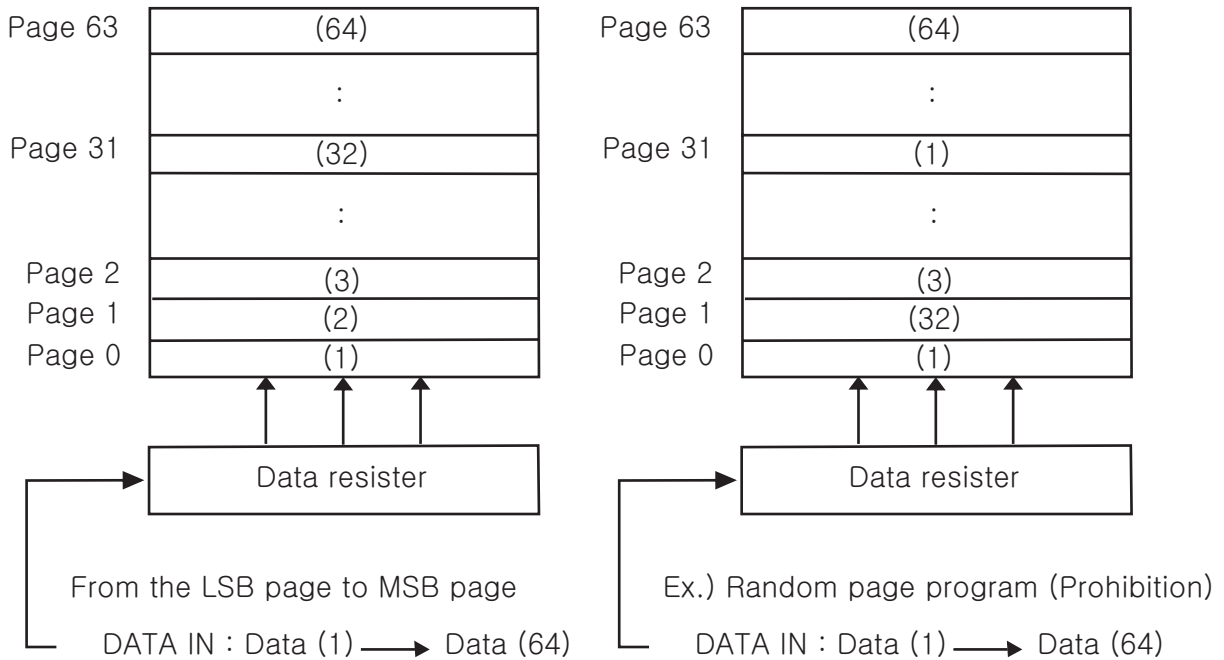 Page 63 (64)
:
Page 31 (32)
:
Page 2 (3)
Page 1 (2)
Page 0 (1)
Data resister
From the LSB page to MSB page
DATA IN : Data (1) Data (64)
Page 63 (64)
:
Page 31 (1)
:
Page 2 (3)
Page 1 (32)
Page 0 (1)
Data resister
Ex.) Random page program (Prohibition)
DATA IN : Data (1) Data (64)